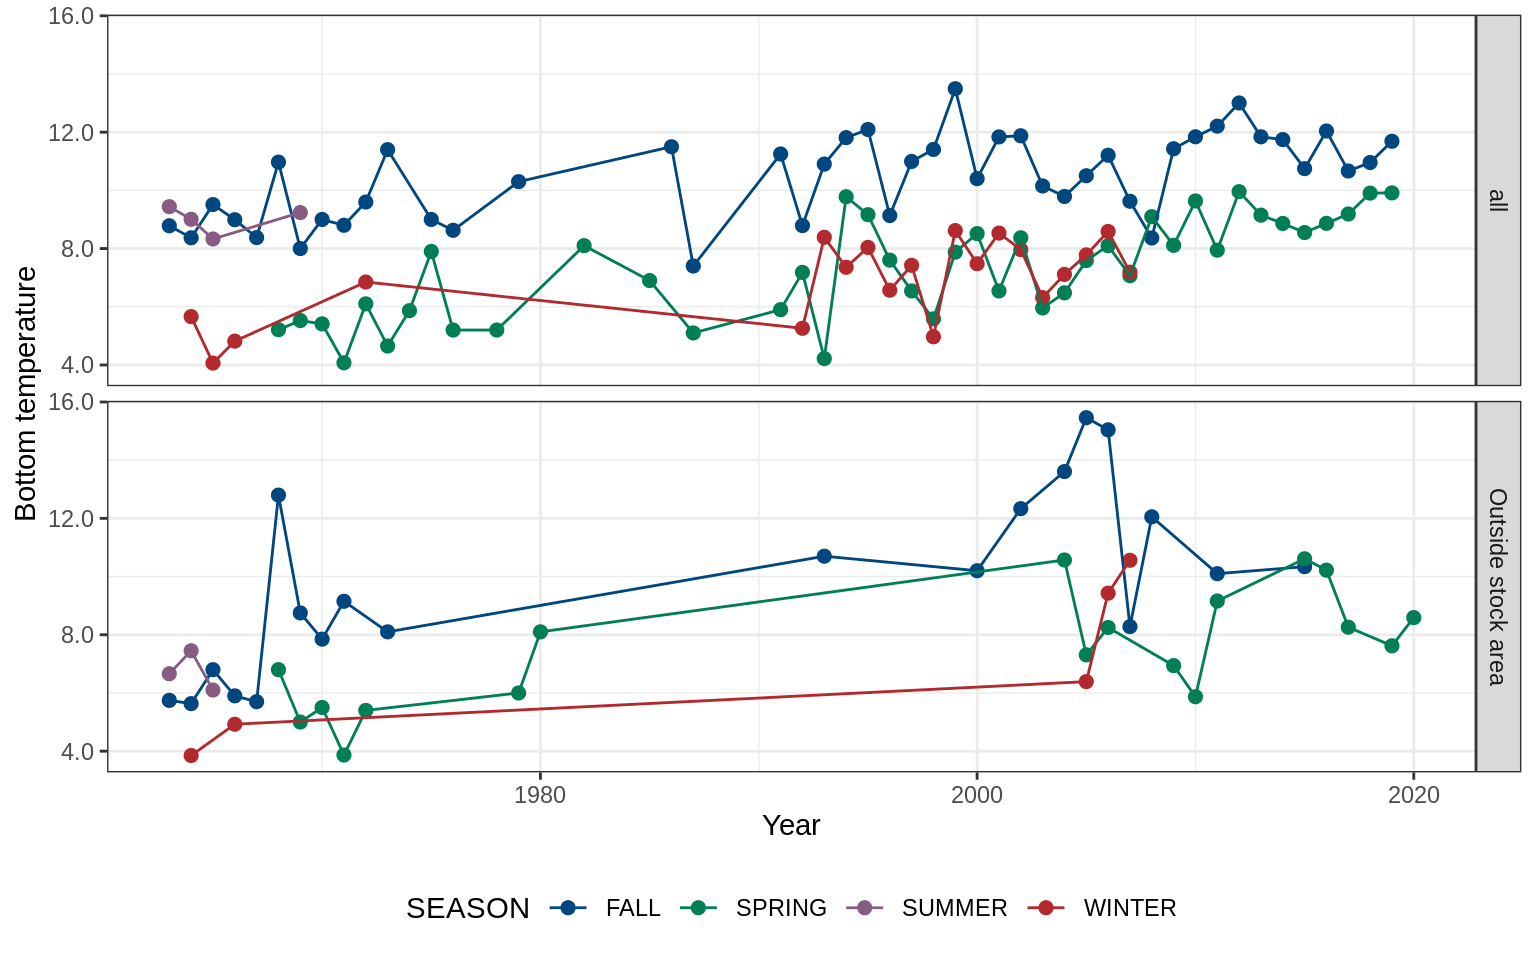 16.0
12.0
8.0
4.0
all
16.0
12.0
8.0
4.0
Outside stock area
Bottom temperature
1980 2000 2020
Year
SEASON FALL SPRING SUMMER WINTER